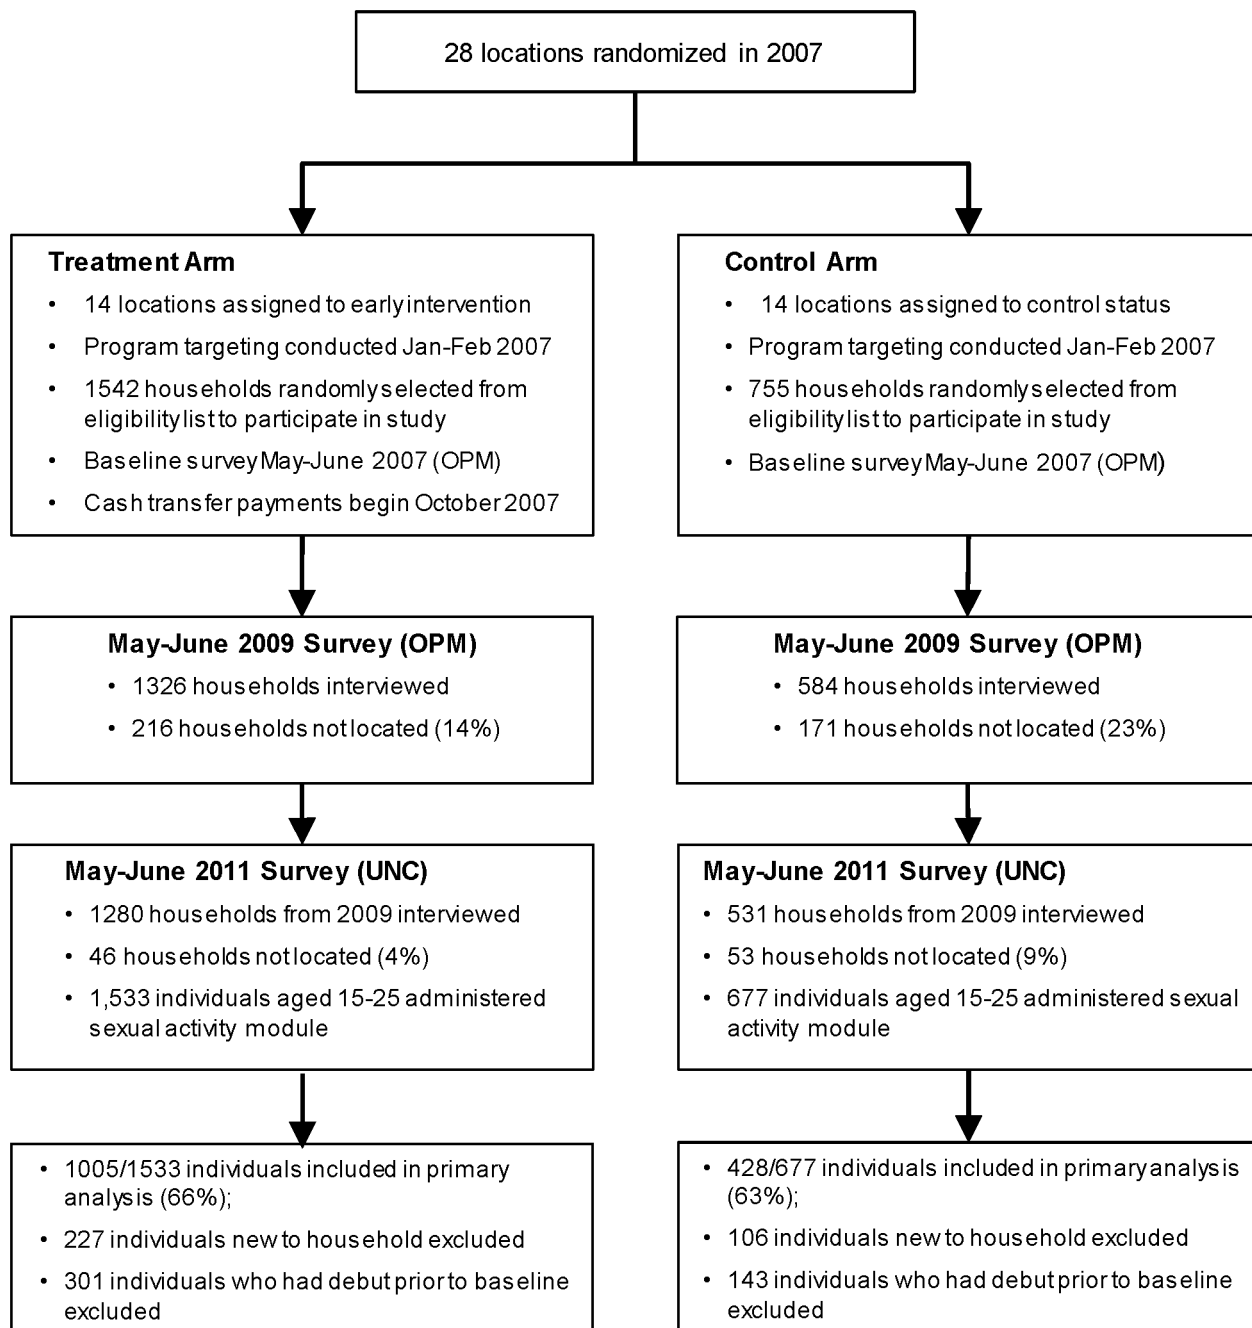 28 locations randomized in 2007
Treatment Arm
• 14 locations assigned to early intervention
• Program targeting conducted Jan-Feb 2007
• 1542 households randomly selected from
eligibility list to participate in study
• Baseline survey May-June 2007 (OPM)
• Cash transfer payments begin October 2007
Control Arm
• 14 locations assigned to control status
• Program targeting conducted Jan-Feb 2007
• 755 households randomly selected from
eligibility list to participate in study
• Baseline survey May-June 2007 (OPM)
May-June 2009 Survey (OPM)
• 1326 households interviewed
• 216 households not located (14%)
May-June 2009 Survey (OPM)
• 584 households interviewed
• 171 households not located (23%)
May-June 2011 Survey (UNC)
• 1280 households from 2009 interviewed
• 46 households not located (4%)
• 1,533 individuals aged 15-25 administered
sexual activity module
May-June 2011 Survey (UNC)
• 531 households from 2009 interviewed
• 53 households not located (9%)
• 677 individuals aged 15-25 administered sexual
activity module
• 1005/1533 individuals included in primary
analysis (66%);
• 227 individuals new to household excluded
• 301 individuals who had debut prior to baseline
excluded
• 428/677 individuals included in primary analysis
(63%);
• 106 individuals new to household excluded
• 143 individuals who had debut prior to baseline
excluded